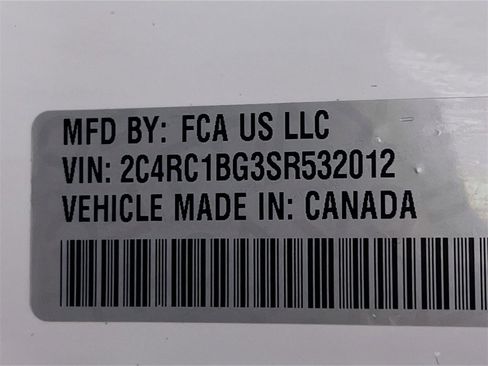 MFD BY: FCA US LLC
VIN: 2C4RC1BG3SR532012
VEHICLE MADE IN: CANADA